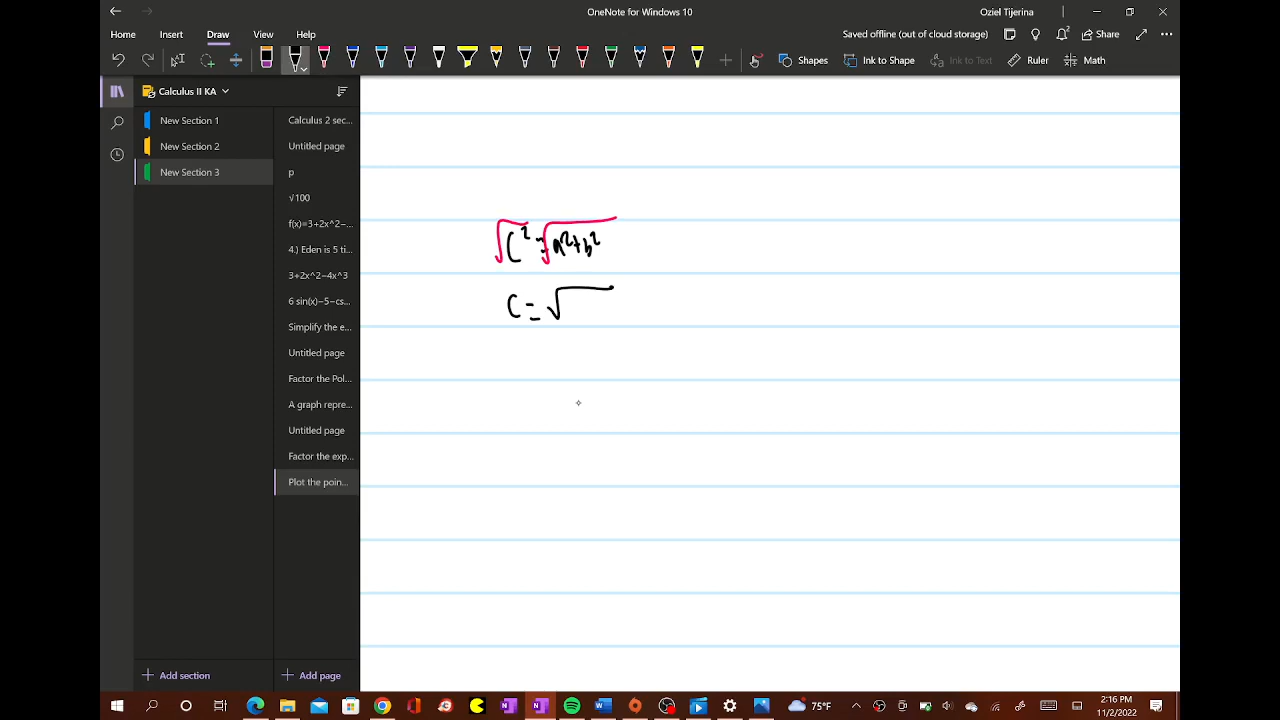 OneNote for Windows 10
Oziel Tijerina
Home Insert Draw View Help
Saved offline (out of cloud storage)
2
Share
Shapes
Ink to Shape
Ink to Text
Ruler
Math
Calculus II KA
New Section 1
New Section 2
New Section 3
Calculus 2 sec...
Untitled page
p
√100
f(x)=3+2x^2−...
4.) Eden is 5 ti...
3+2x^2−4x^3
6 sin(x)−5−cs...
Simplify the e...
Untitled page
Factor the Pol...
A graph repre...
Untitled page
Factor the exp...
Plot the poin...
√C² = √a²+b²
C = √
Add section
Add page
75°F
2:16 PM
11/2/2022